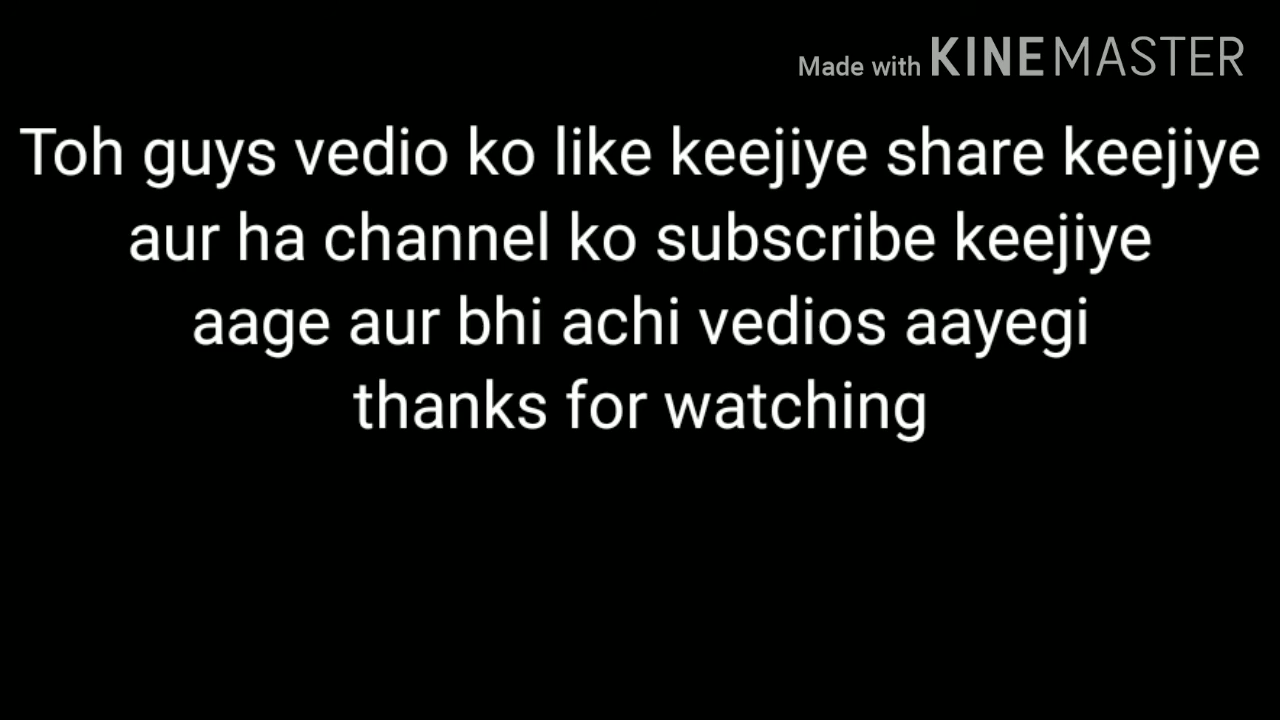 Made with KINEMASTER
Toh guys vedio ko like keejiye share keejiye
aur ha channel ko subscribe keejiye
aage aur bhi achi vedios aayegi
thanks for watching